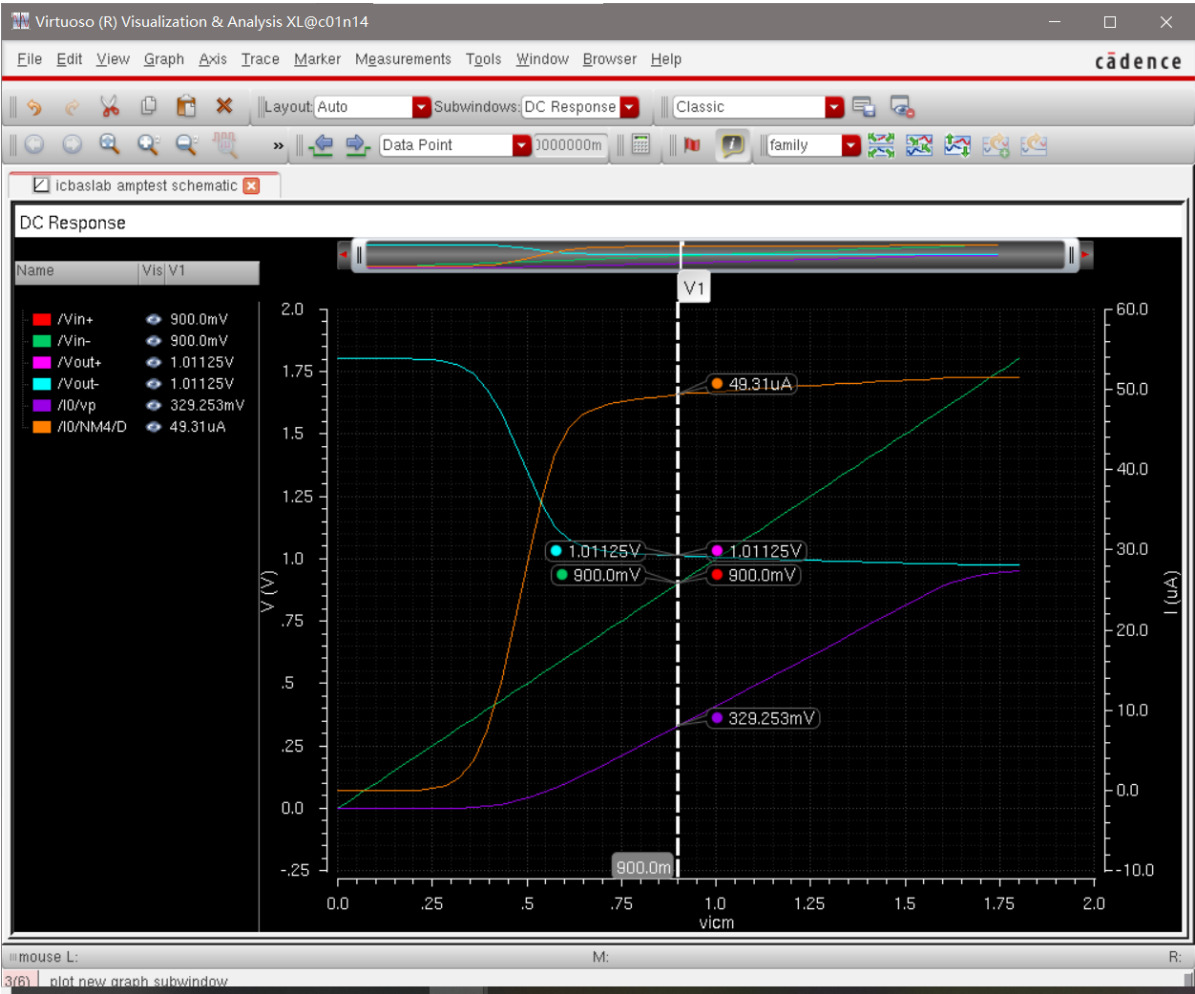 Virtuoso (R) Visualization & Analysis XL@c01n14
File Edit View Graph Axis Trace Marker Measurements Tools Window Browser Help
cādence
Layout: Auto Subwindows: DC Response Classic
» Data Point 0000000m family
icbaslab amptest schematic
DC Response
Name Vis V1
V1
/Vin+ 900.0mV
/Vin- 900.0mV
/Vout+ 1.01125V
/Vout- 1.01125V
/I0/vp 329.253mV
/I0/NM4/D 49.31uA
2.0
1.75
1.5
1.25
1.0
.75
.5
.25
0.0
-.25
V (V)
49.31uA
1.01125V 1.01125V
900.0mV 900.0mV
329.253mV
900.0m
60.0
50.0
40.0
30.0
20.0
10.0
0.0
-10.0
I (uA)
0.0 .25 .5 .75 1.0 1.25 1.5 1.75 2.0
vicm
mouse L: M: R:
3(6) plot new graph subwindow